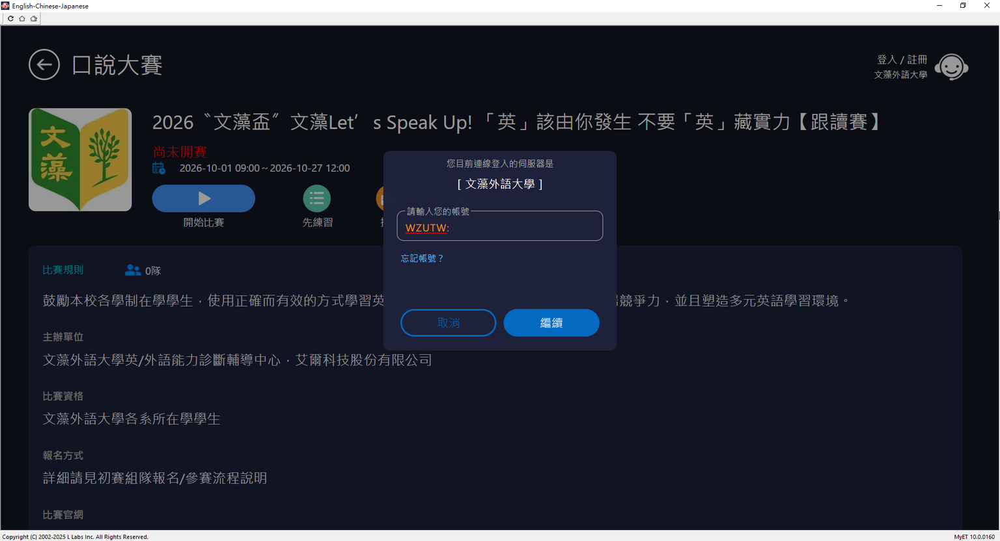 English-Chinese-Japanese
口說大賽
登入 / 註冊
文藻外語大學
文藻
2026〝文藻盃〞文藻Let’s Speak Up!「英」該由你發生 不要「英」藏實力【跟讀賽】
尚未開賽
2026-10-01 09:00～2026-10-27 12:00
開始比賽
先練習
您目前連線登入的伺服器是
[ 文藻外語大學 ]
請輸入您的帳號
WZUTW:
忘記帳號？
取消
繼續
比賽規則
0隊
鼓勵本校各學制在學學生，使用正確而有效的方式學習英
競爭力，並且塑造多元英語學習環境。
主辦單位
文藻外語大學英/外語能力診斷輔導中心，艾爾科技股份有限公司
比賽資格
文藻外語大學各系所在學學生
報名方式
詳細請見初賽組隊報名/參賽流程說明
比賽官網
Copyright (C) 2002-2025 L Labs Inc. All Rights Reserved.
MyET 10.0.0160